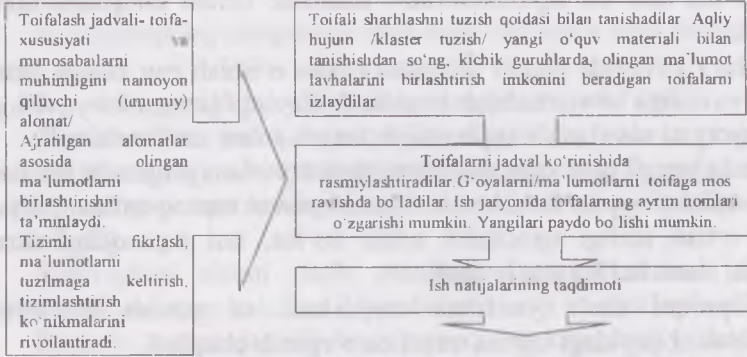 Toifalash jadvali- toifa-
xususiyati va
munosabatlarni
muhimligini namoyon
qiluvchi (umumiy)
alomat/
Ajratilgan alomatlar
asosida olingan
ma'lumotlarni
birlashtirishni
ta'minlaydi.
Tizimli fikrlash,
ma'lumotlarni
tuzilmaga keltirish,
tizimlashtirish
ko'nikmalarini
rivojlantiradi.
Toifali sharhlashni tuzish qoidasi bilan tanishadilar Aqliy
hujum /klaster tuzish/ yangi o'quv materiali bilan
tanishishdan so'ng, kichik guruhlarda, olingan ma'lumot
lavhalarini birlashtirish imkonini beradigan toifalarni
izlaydilar
Toifalarni jadval ko'rinishida
rasmiylashtiradilar.G'oyalarni/ma'lumotlarni toifaga mos
ravishda bo'ladilar. Ish jarayonida toifalarning ayrim nomlari
o'zgarishi mumkin. Yangilari paydo bo'lishi mumkin.
Ish natijalarining taqdimoti